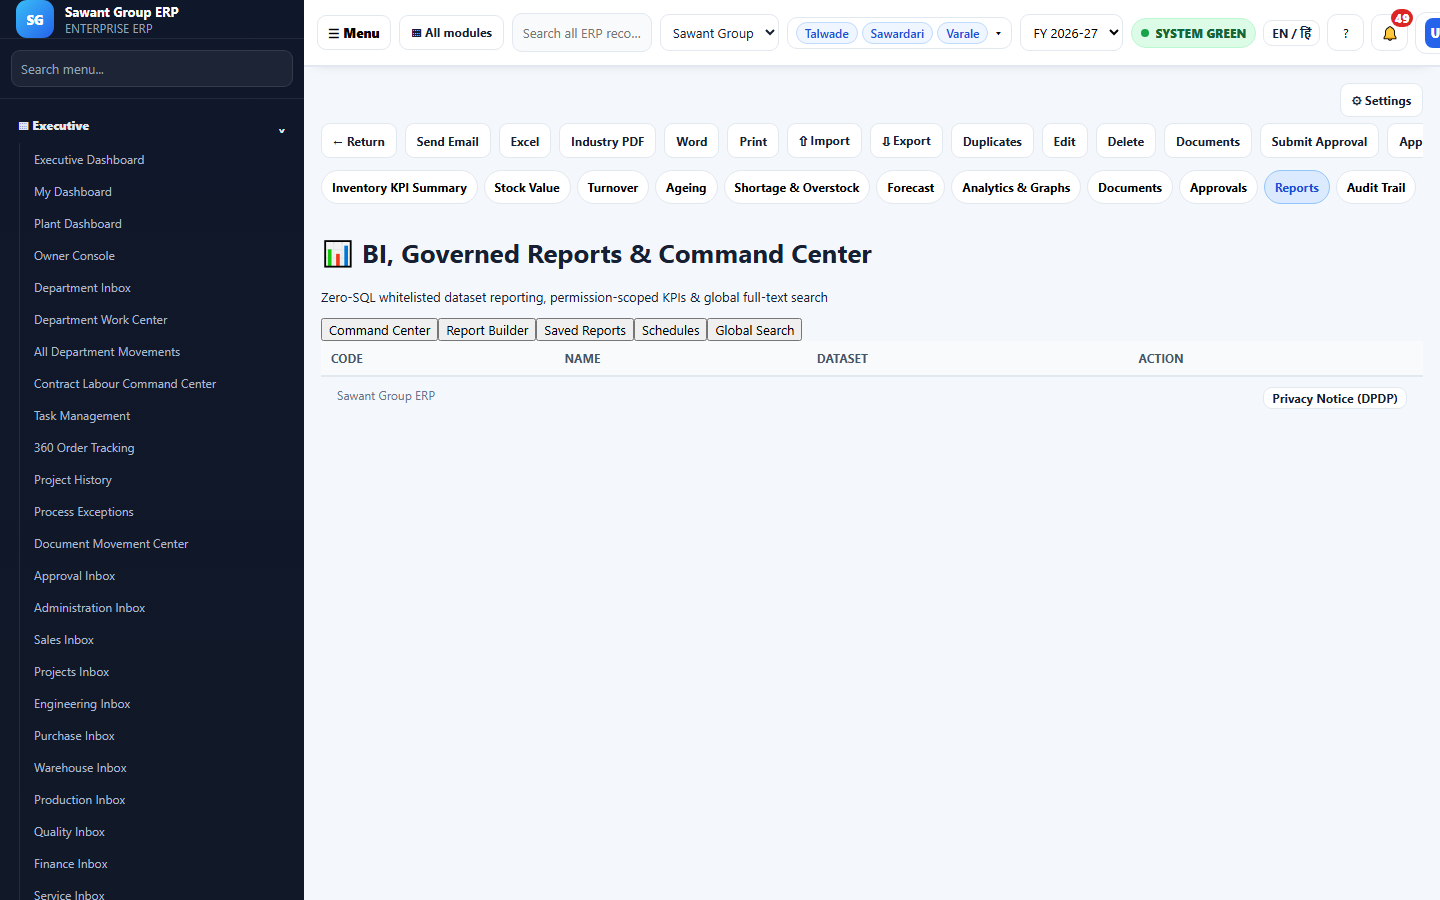 SG
Sawant Group ERP
ENTERPRISE ERP
Search menu...
Executive
Executive Dashboard
My Dashboard
Plant Dashboard
Owner Console
Department Inbox
Department Work Center
All Department Movements
Contract Labour Command Center
Task Management
360 Order Tracking
Project History
Process Exceptions
Document Movement Center
Approval Inbox
Administration Inbox
Sales Inbox
Projects Inbox
Engineering Inbox
Purchase Inbox
Warehouse Inbox
Production Inbox
Quality Inbox
Finance Inbox
Service Inbox
☰ Menu
All modules
Search all ERP reco...
Sawant Group
Talwade Sawardari Varale
FY 2026-27
SYSTEM GREEN
EN / हिं
?
49
U
⚙ Settings
← Return Send Email Excel Industry PDF Word Print ⇧ Import ⇩ Export Duplicates Edit Delete Documents Submit Approval App
Inventory KPI Summary Stock Value Turnover Ageing Shortage & Overstock Forecast Analytics & Graphs Documents Approvals Reports Audit Trail
📊 BI, Governed Reports & Command Center
Zero-SQL whitelisted dataset reporting, permission-scoped KPIs & global full-text search
Command Center Report Builder Saved Reports Schedules Global Search
CODE NAME DATASET ACTION
Sawant Group ERP Privacy Notice (DPDP)